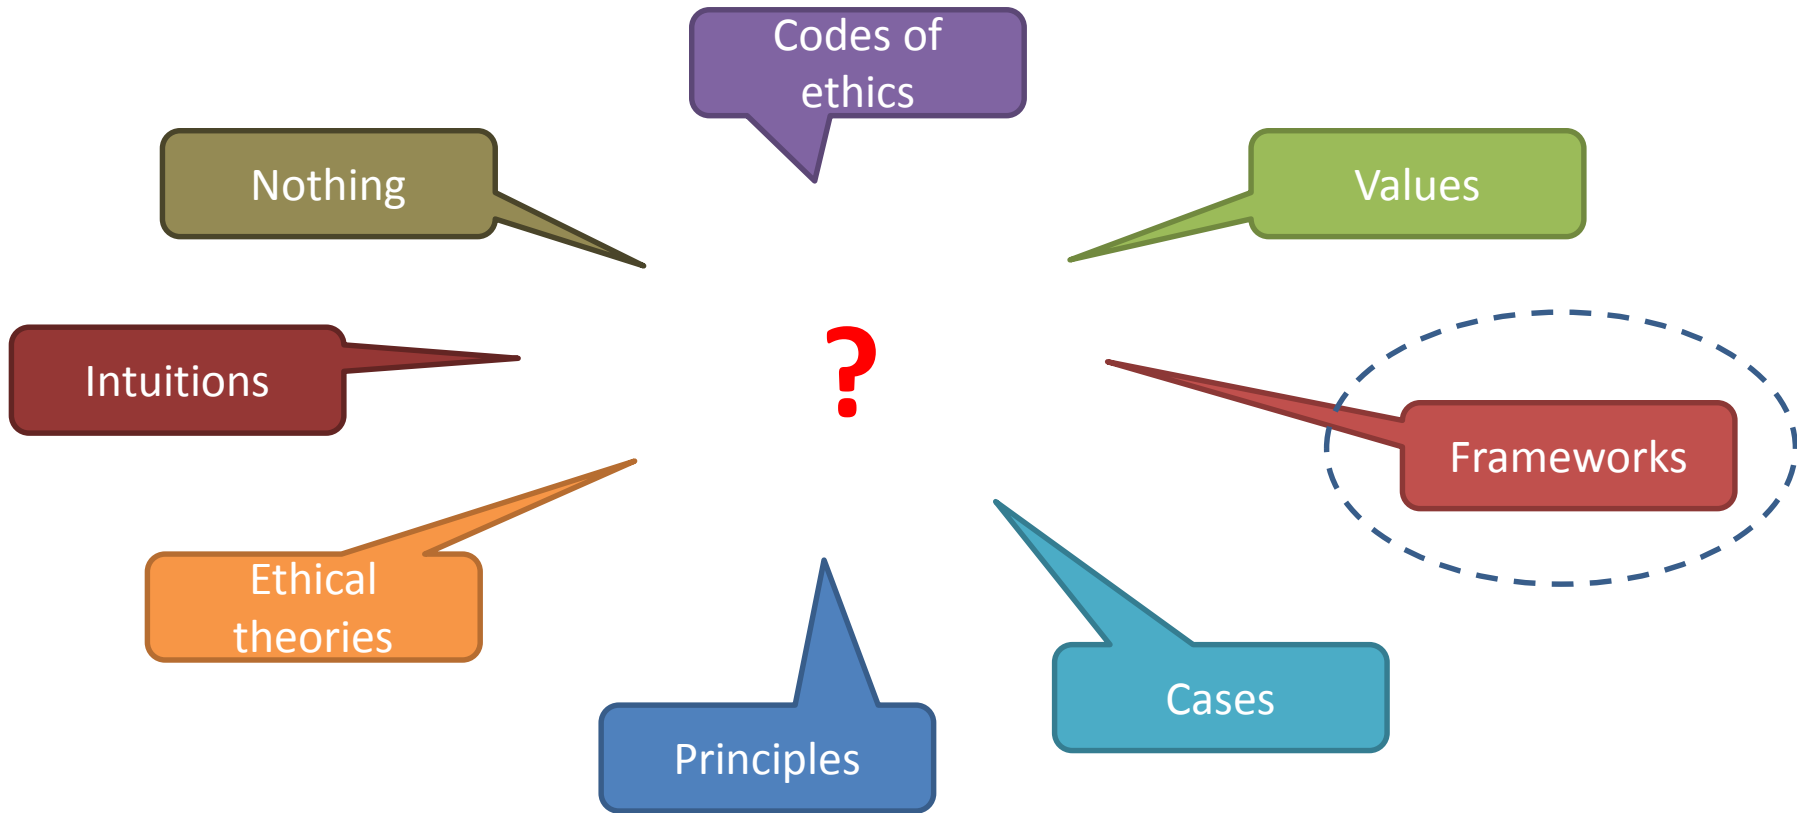 Codes of
ethics
Nothing
Values
Intuitions
?
Frameworks
Ethical
theories
Cases
Principles